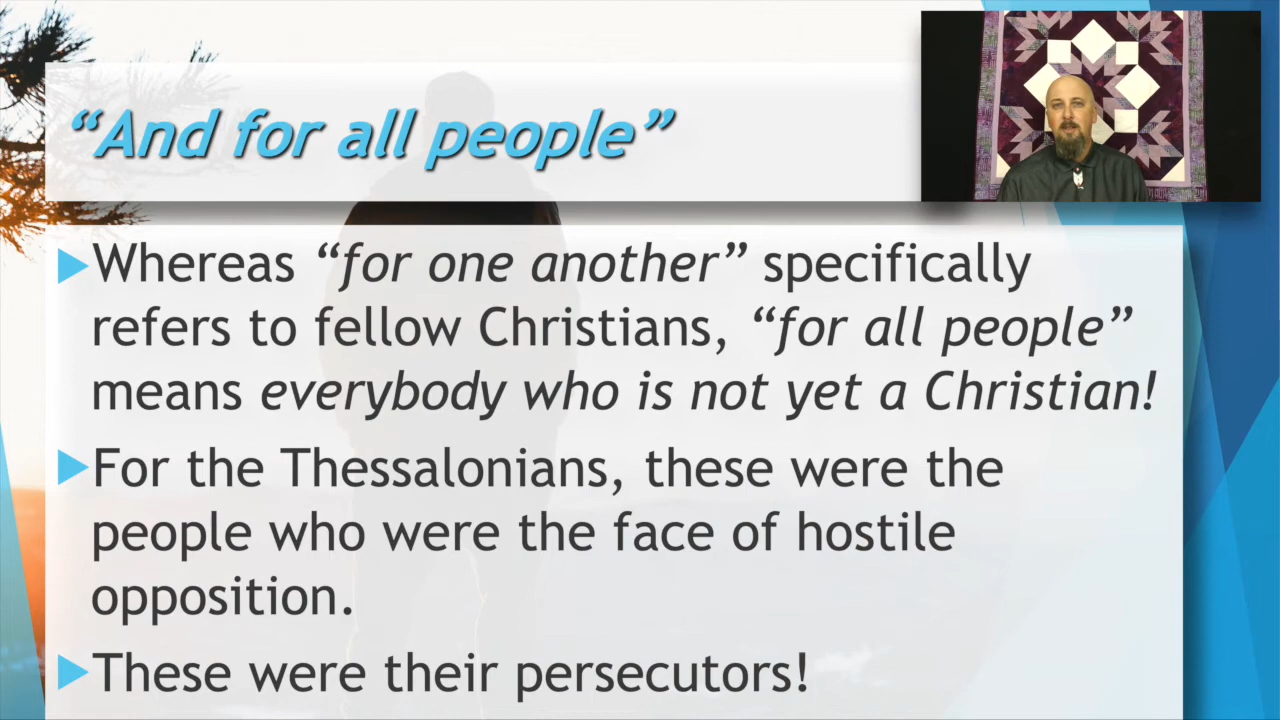 “And for all people”
Whereas “for one another” specifically
refers to fellow Christians, “for all people”
means everybody who is not yet a Christian!
For the Thessalonians, these were the
people who were the face of hostile
opposition.
These were their persecutors!